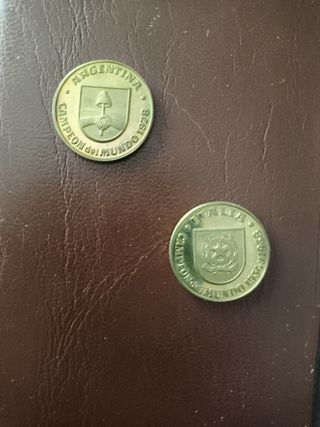 ARGENTINA
CAMPEON del MUNDO 1978
ITALIA
CAMPEON del MUNDO